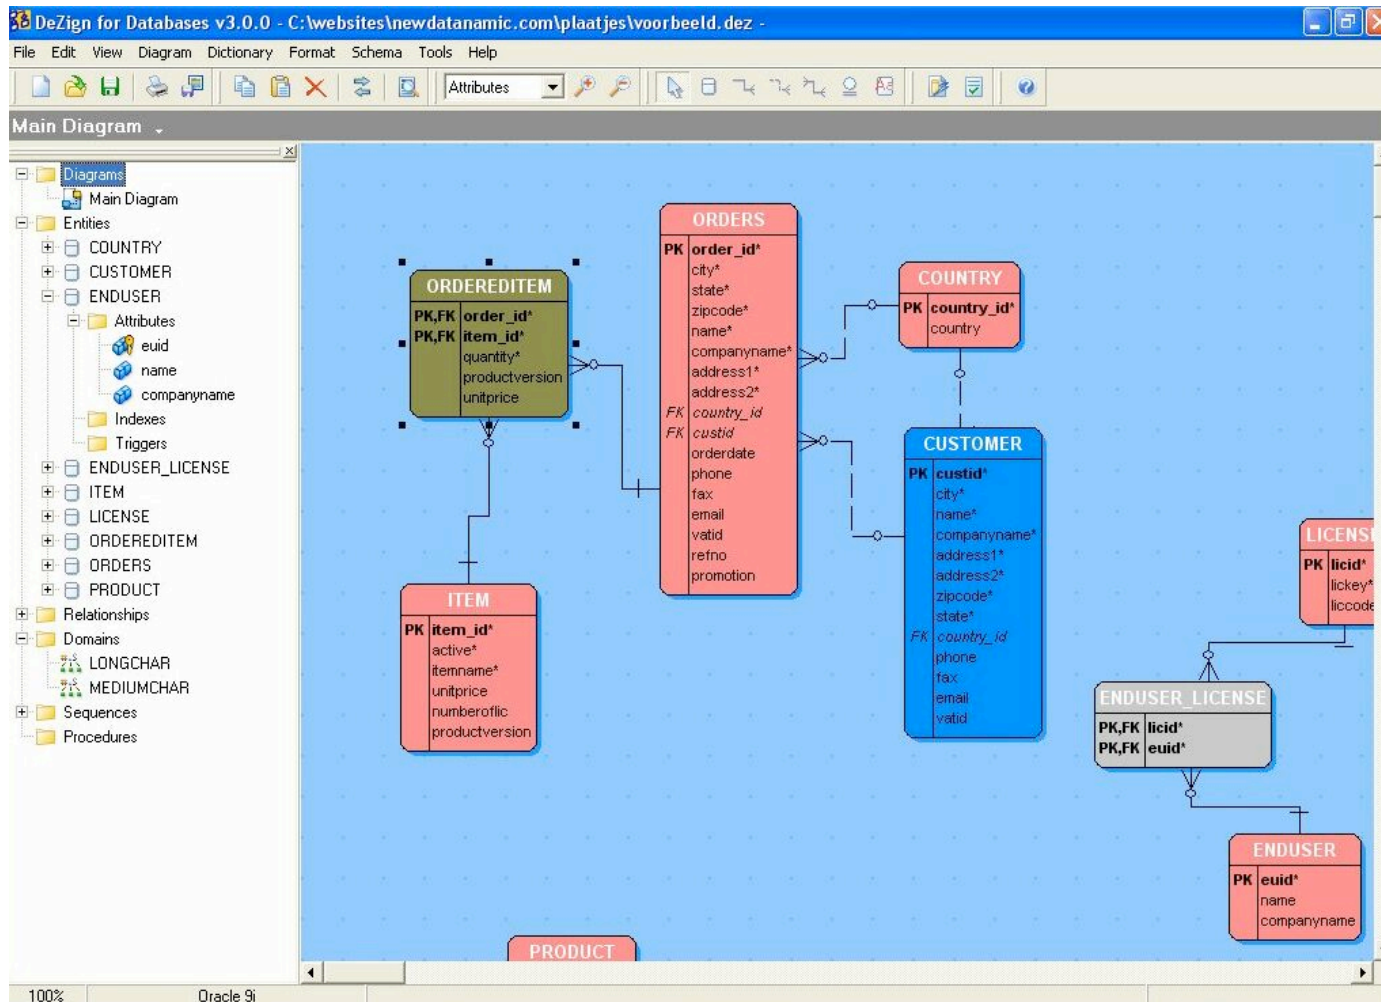 DeZign for Databases v3.0.0 - C:\websites\newdatanamic.com\plaatjes\voorbeeld.dez -
File Edit View Diagram Dictionary Format Schema Tools Help
Attributes
Main Diagram
Diagrams
Main Diagram
Entities
COUNTRY
CUSTOMER
ENDUSER
Attributes
euid
name
companyname
Indexes
Triggers
ENDUSER_LICENSE
ITEM
LICENSE
ORDEREDITEM
ORDERS
PRODUCT
Relationships
Domains
LONGCHAR
MEDIUMCHAR
Sequences
Procedures
ORDEREDITEM
PK,FK order_id*
PK,FK item_id*
quantity*
productversion
unitprice
ITEM
PK item_id*
active*
itemname*
unitprice
numberoflic
productversion
ORDERS
PK order_id*
city*
state*
zipcode*
name*
companyname*
address1*
address2*
FK country_id
FK custid
orderdate
phone
fax
email
vatid
refno
promotion
COUNTRY
PK country_id*
country
CUSTOMER
PK custid*
city*
name*
companyname*
address1*
address2*
zipcode*
state*
FK country_id
phone
fax
email
vatid
LICENSE
PK licid*
lickey*
liccode
ENDUSER_LICENSE
PK,FK licid*
PK,FK euid*
ENDUSER
PK euid*
name
companyname
PRODUCT
100% Oracle 9i